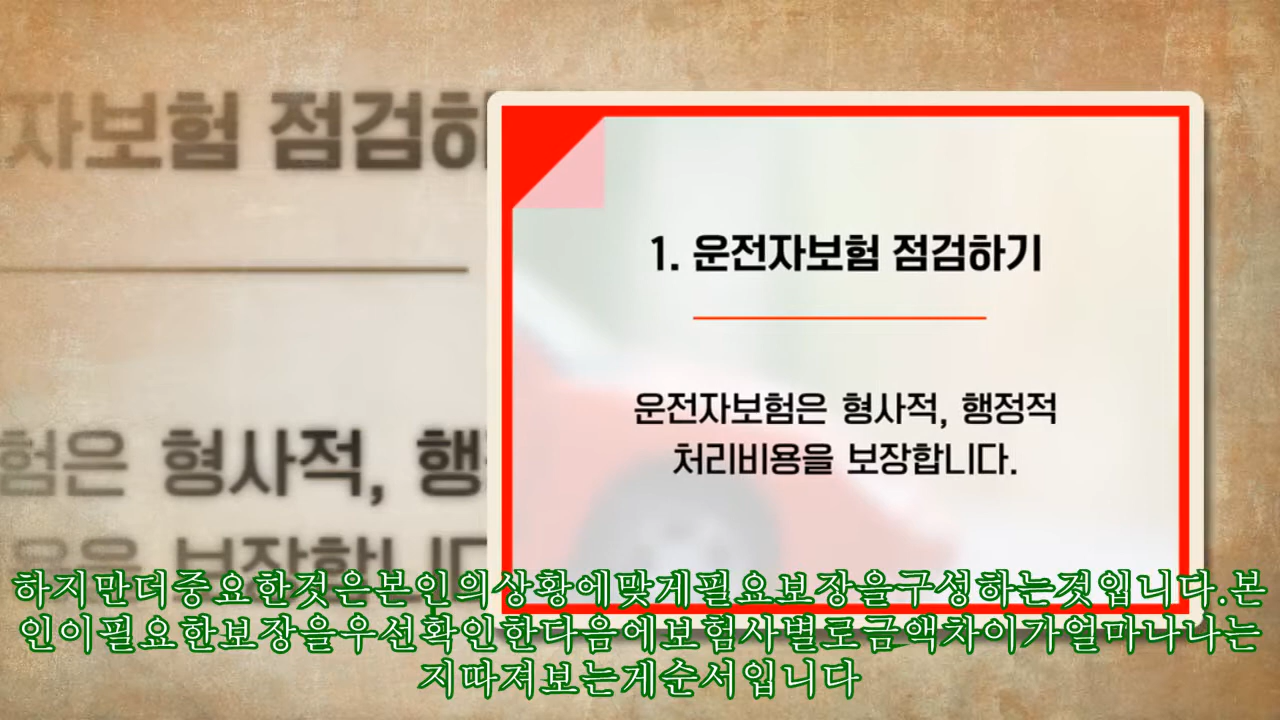 자보험 점검하
험은 형사적, 행
1. 운전자보험 점검하기
운전자보험은 형사적, 행정적
처리비용을 보장합니다.
하지만더중요한것은본인의상황에맞게필요보장을구성하는것입니다.본
인이필요한보장을우선확인한다음에보험사별로금액차이가얼마나나는
지따져보는게순서입니다